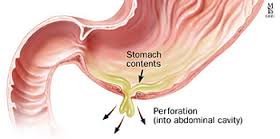 Stomach
contents
Perforation
(into abdominal cavity)